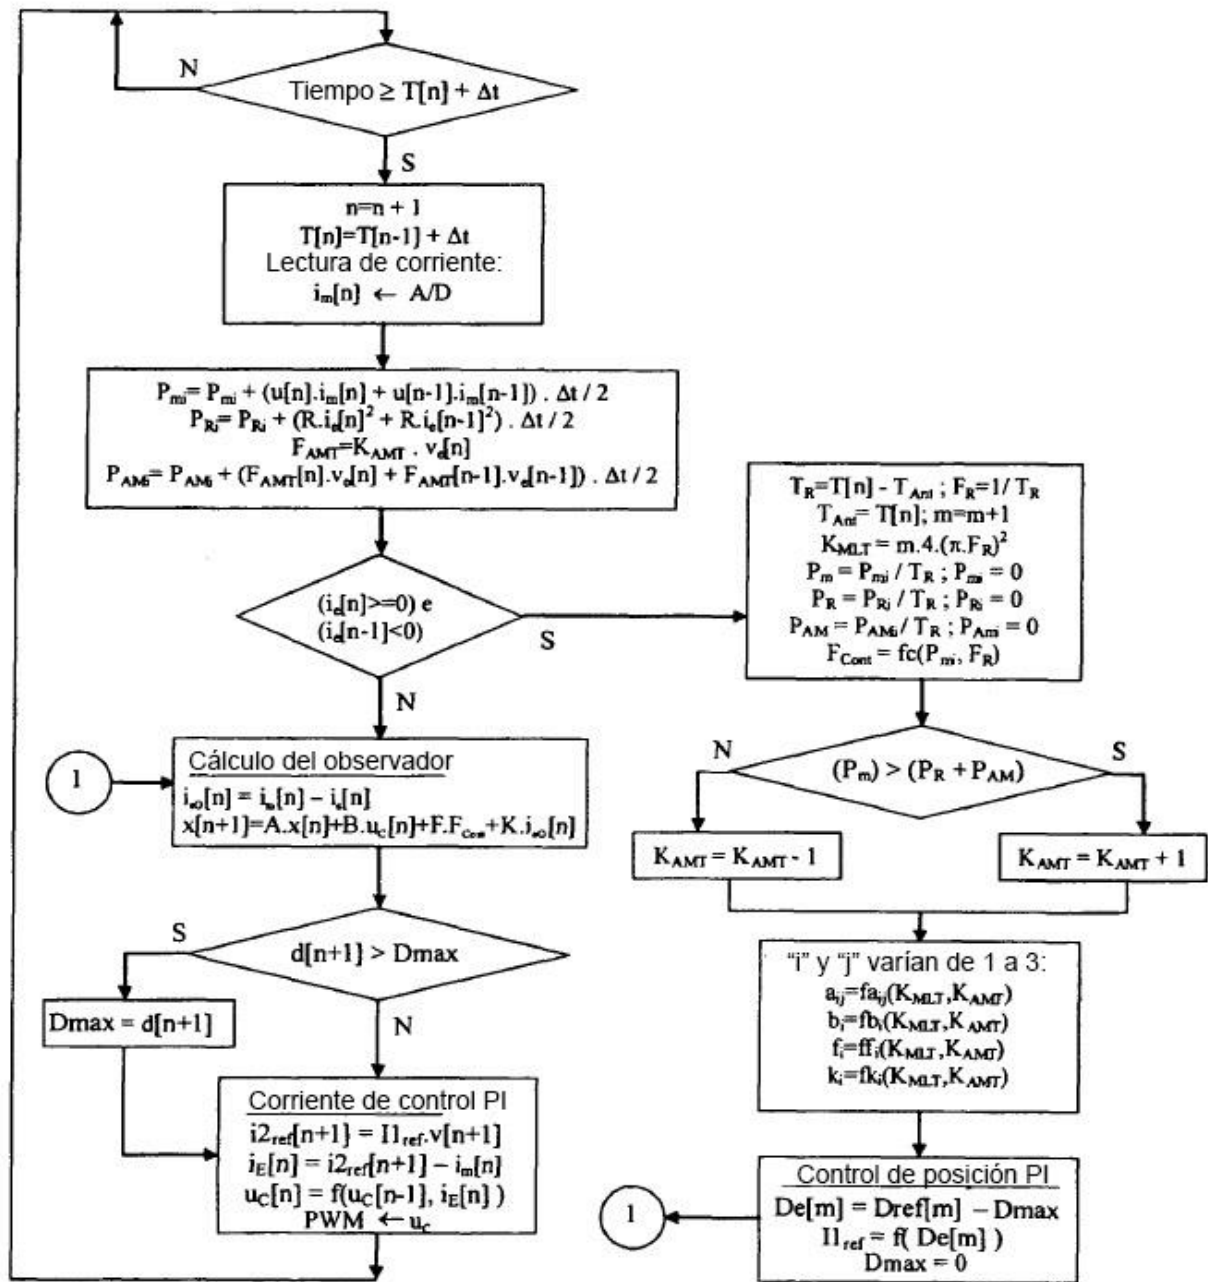 N
Tiempo ≥ T[n] + Δt
S
n=n + 1
T[n]=T[n-1] + Δt
Lectura de corriente:
i_m[n] ← A/D
P_mi= P_mi + (u[n].i_m[n] + u[n-1].i_m[n-1]) . Δt / 2
P_Ri= P_Ri + (R.i_e[n]^2 + R.i_e[n-1]^2) . Δt / 2
F_AMT=K_AMT . v_e[n]
P_AMi= P_AMi + (F_AMT[n].v_e[n] + F_AMT[n-1].v_e[n-1]) . Δt / 2
(i_e[n]>=0) e
(i_e[n-1]<0)
S
N
T_R=T[n] - T_Ant ; F_R=1/ T_R
T_Ant= T[n]; m=m+1
K_MLT = m.4.(π.F_R)^2
P_m = P_mi / T_R ; P_mi = 0
P_R = P_Ri / T_R ; P_Ri = 0
P_AM = P_AMi / T_R ; P_Ami = 0
F_Cont = fc(P_mi, F_R)
N
(P_m) > (P_R + P_AM)
S
K_AMT = K_AMT - 1
K_AMT = K_AMT + 1
"i" y "j" varían de 1 a 3:
a_ij=fa_ij(K_MLT,K_AMT)
b_i=fb_i(K_MLT,K_AMT)
f_i=ff_i(K_MLT,K_AMT)
k_i=fk_i(K_MLT,K_AMT)
Control de posición PI
De[m] = Dref[m] – Dmax
I1_ref = f( De[m] )
Dmax = 0
1
1
Cálculo del observador
i_eO[n] = i_m[n] – i_e[n]
x[n+1]=A.x[n]+B.u_C[n]+F.F_Cont+K.i_eO[n]
S
d[n+1] > Dmax
N
Dmax = d[n+1]
Corriente de control PI
i2_ref[n+1] = I1_ref.v[n+1]
i_E[n] = i2_ref[n+1] – i_m[n]
u_C[n] = f(u_C[n-1], i_E[n] )
PWM ← u_c